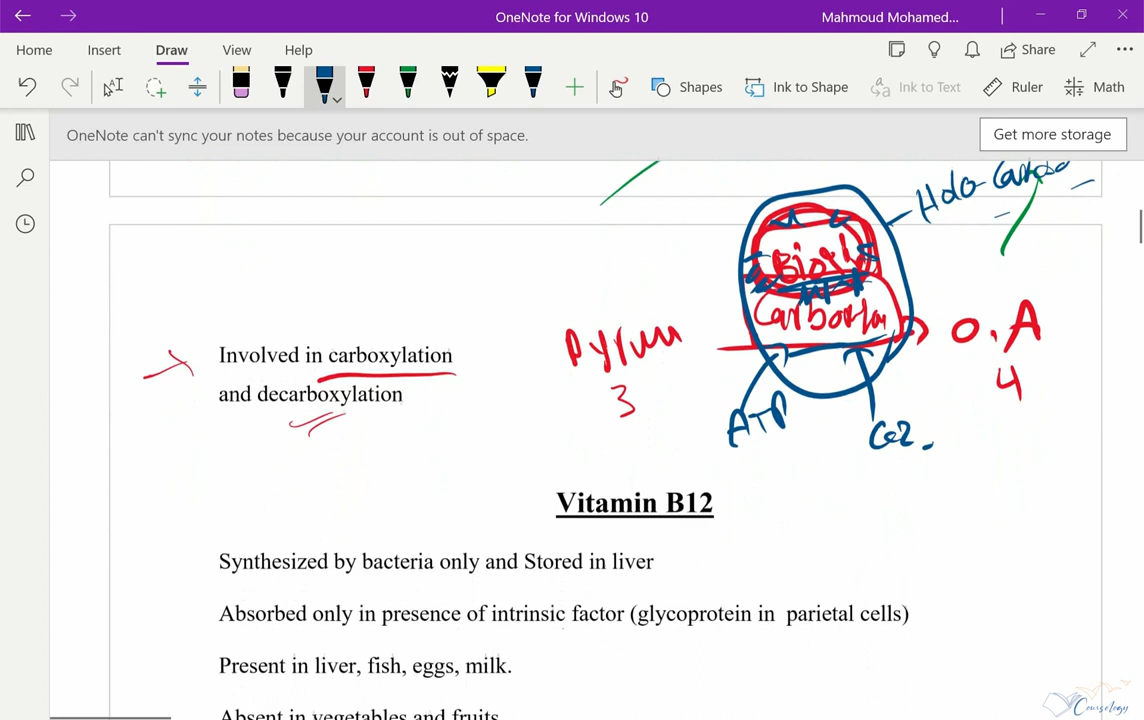 OneNote for Windows 10
Mahmoud Mohamed...
Home Insert Draw View Help
Share
Shapes Ink to Shape Ink to Text Ruler Math
OneNote can't sync your notes because your account is out of space.
Get more storage
Holo-
Carboxy
O.A
3
4
Involved in carboxylation
and decarboxylation
ATP
Co2
Vitamin B12
Synthesized by bacteria only and Stored in liver
Absorbed only in presence of intrinsic factor (glycoprotein in parietal cells)
Present in liver, fish, eggs, milk.
Absent in vegetables and fruits
Coursology